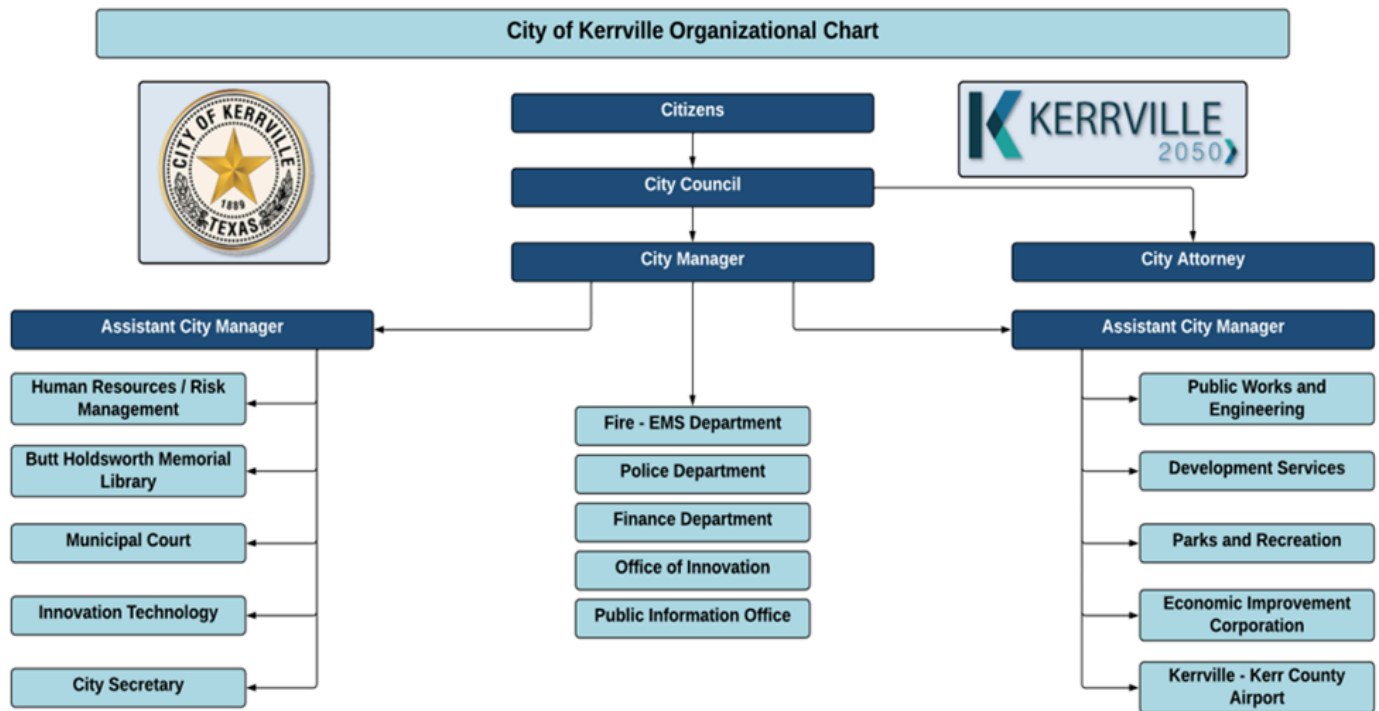 City of Kerrville Organizational Chart
CITY OF KERRVILLE
1889
TEXAS
Citizens
KERRVILLE
2050
City Council
City Manager
City Attorney
Assistant City Manager
Assistant City Manager
Human Resources / Risk
Management
Butt Holdsworth Memorial
Library
Municipal Court
Innovation Technology
City Secretary
Fire - EMS Department
Police Department
Finance Department
Office of Innovation
Public Information Office
Public Works and
Engineering
Development Services
Parks and Recreation
Economic Improvement
Corporation
Kerrville - Kerr County
Airport